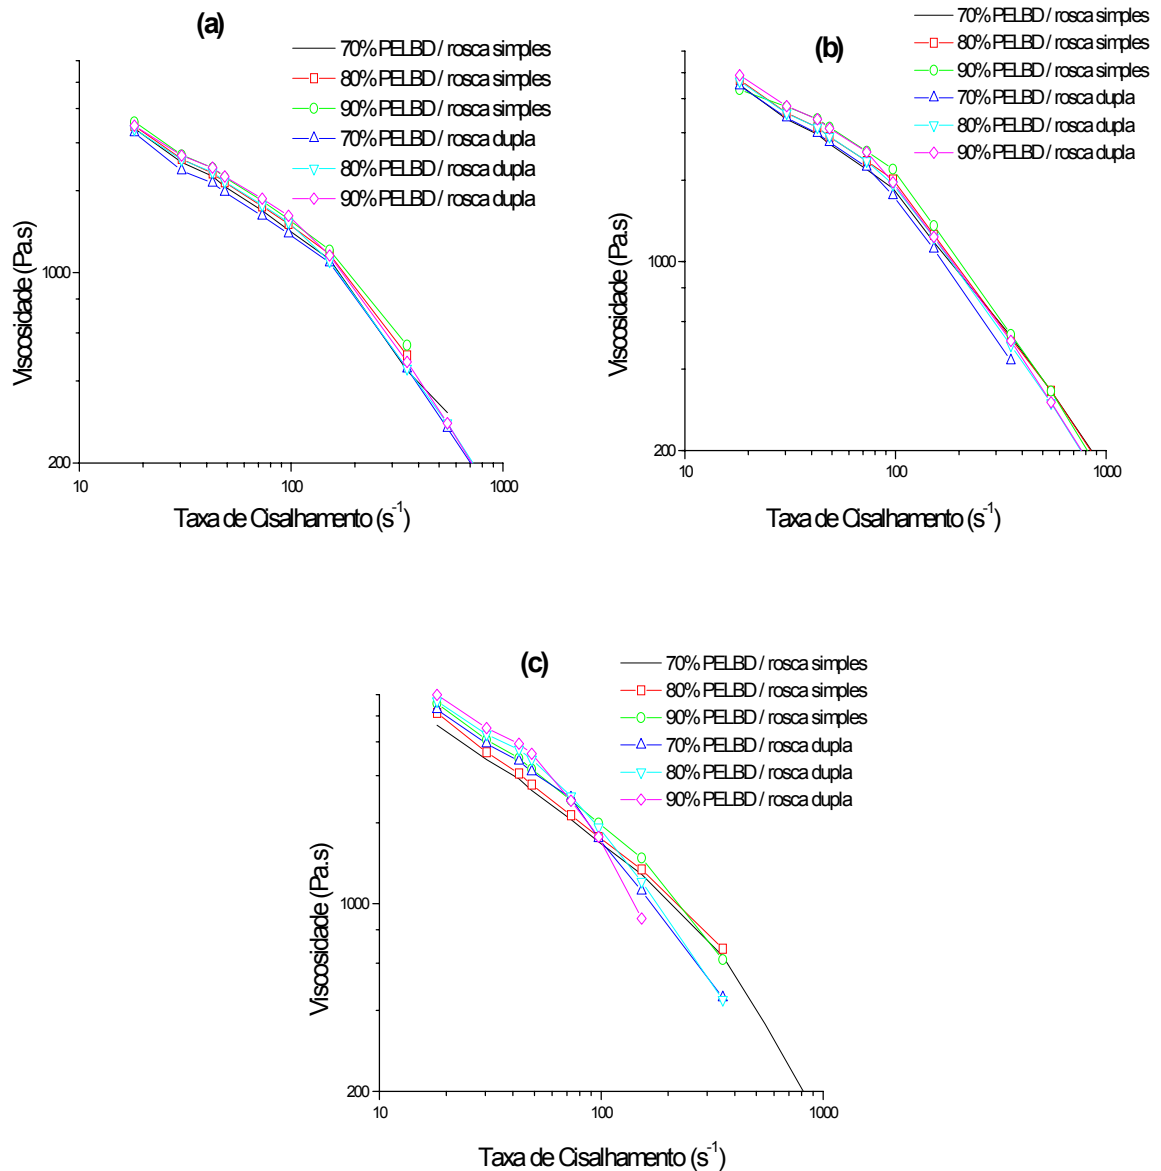 (a)
70% PELBD / rosca simples
80% PELBD / rosca simples
90% PELBD / rosca simples
70% PELBD / rosca dupla
80% PELBD / rosca dupla
90% PELBD / rosca dupla
Viscosidade (Pa.s)
1000
200
10
100
1000
Taxa de Cisalhamento (s⁻¹)
(b)
70% PELBD / rosca simples
80% PELBD / rosca simples
90% PELBD / rosca simples
70% PELBD / rosca dupla
80% PELBD / rosca dupla
90% PELBD / rosca dupla
Viscosidade (Pa.s)
1000
200
10
100
1000
Taxa de Cisalhamento (s⁻¹)
(c)
70% PELBD / rosca simples
80% PELBD / rosca simples
90% PELBD / rosca simples
70% PELBD / rosca dupla
80% PELBD / rosca dupla
90% PELBD / rosca dupla
Viscosidade (Pa.s)
1000
200
10
100
1000
Taxa de Cisalhamento (s⁻¹)